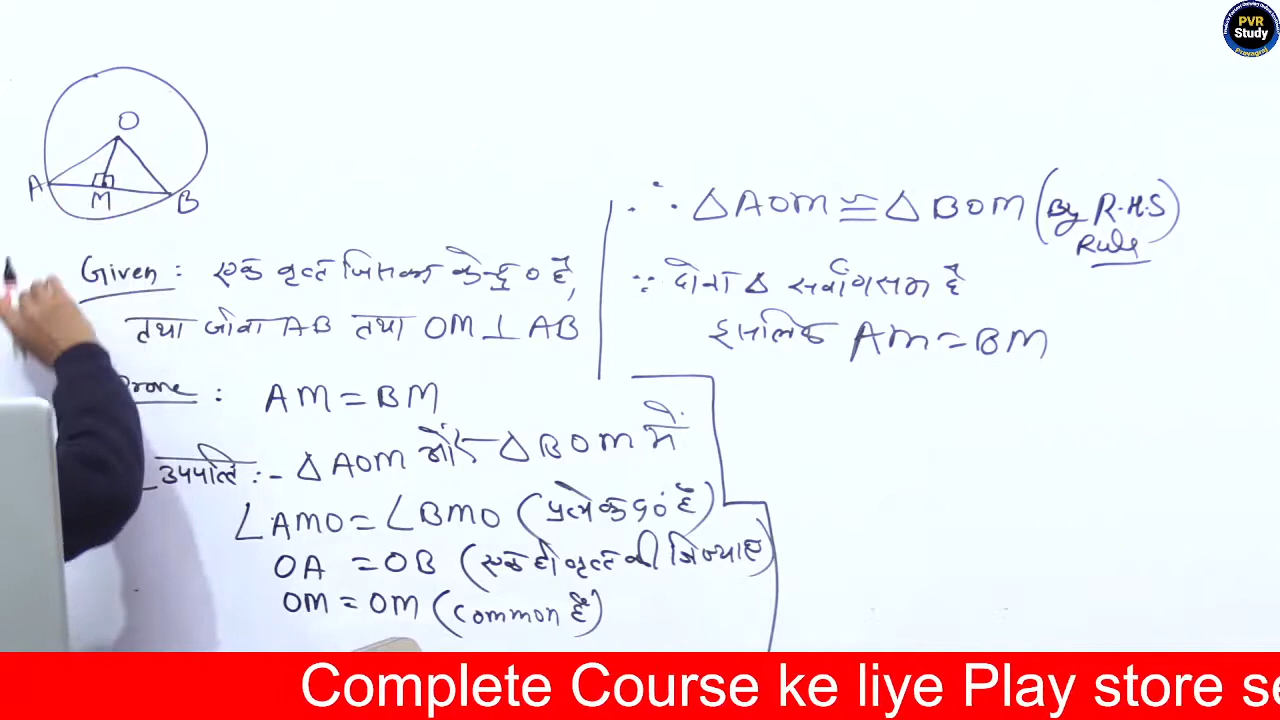 O
A
M
B
Given : एक वृत्त जिसका केन्द्र O है,
तथा जीवा AB तथा OM ⊥ AB
Prove : AM = BM
उपपत्ति :- △AOM और △BOM में
∠AMO = ∠BMO (प्रत्येक 90° है)
OA = OB (एक ही वृत्त की त्रिज्याएं)
OM = OM (common है)
∴ △AOM ≅ △BOM (By R.H.S
Rule)
∵ दोनो △ सर्वांगसम है
इसलिए AM = BM
PVR
Study
Prayagraj
Complete Course ke liye Play store se